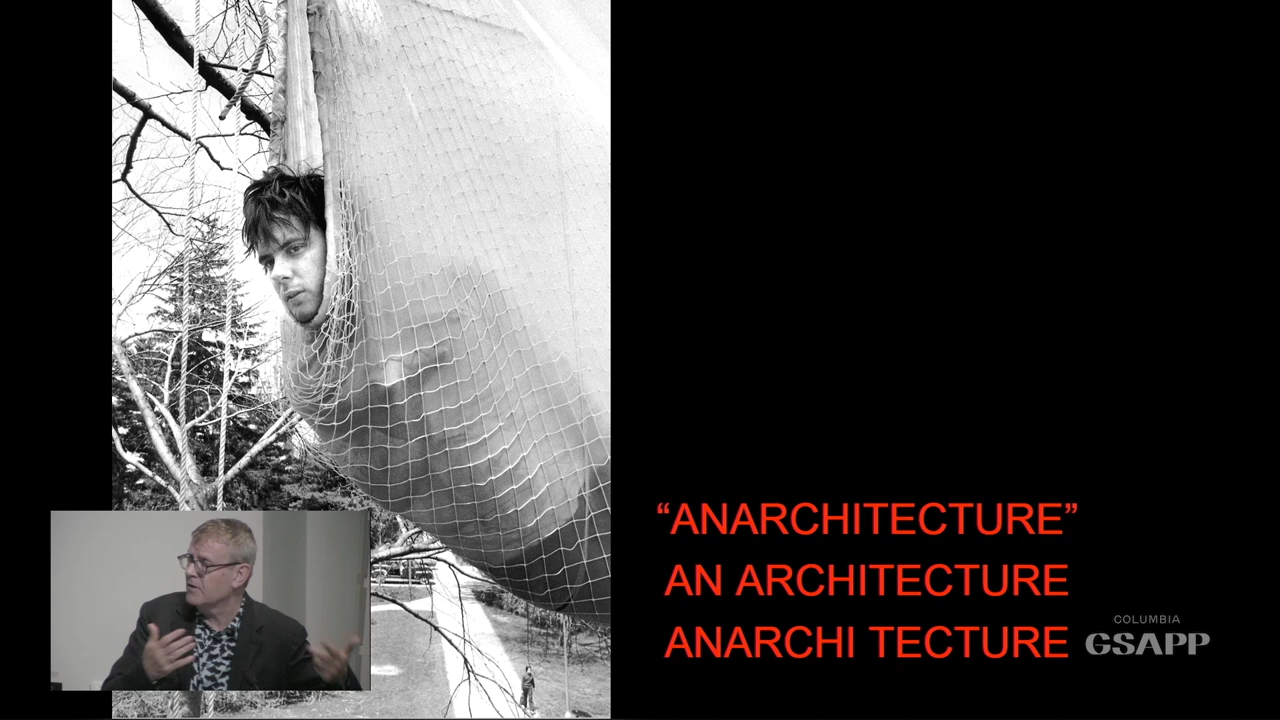 “ANARCHITECTURE”
AN ARCHITECTURE
ANARCHI TECTURE
COLUMBIA
GSAPP